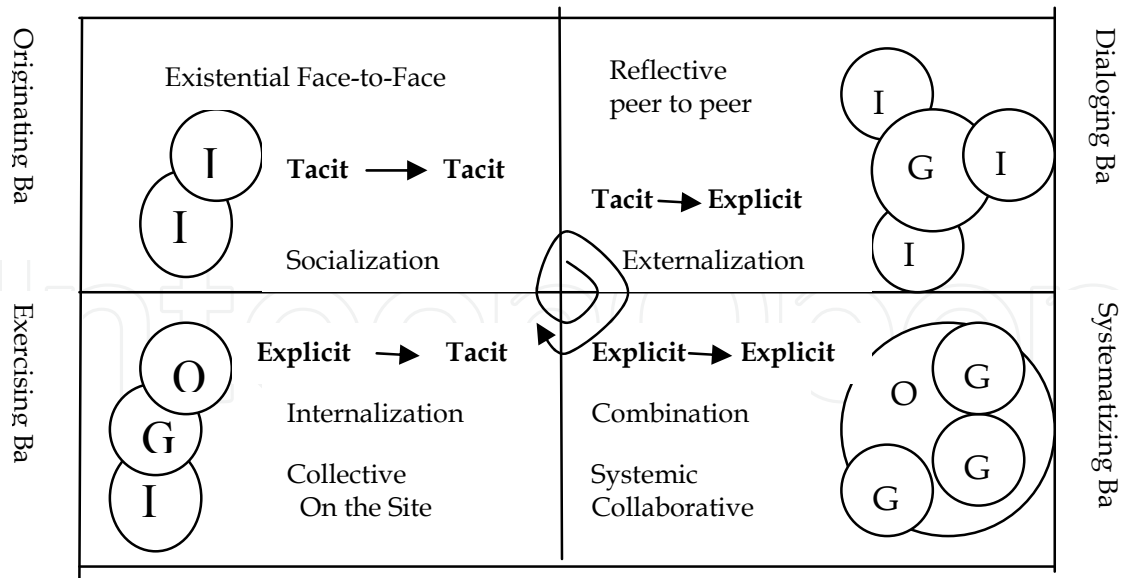 Originating Ba
Existential Face-to-Face
I
I
Tacit Tacit
Socialization
Reflective
peer to peer
I
G
I
I
Tacit Explicit
Externalization
Dialoging Ba
Exercising Ba
O
G
I
Explicit Tacit
Internalization
Collective
On the Site
Explicit Explicit
Combination
Systemic
Collaborative
O
G
G
G
Systematizing Ba